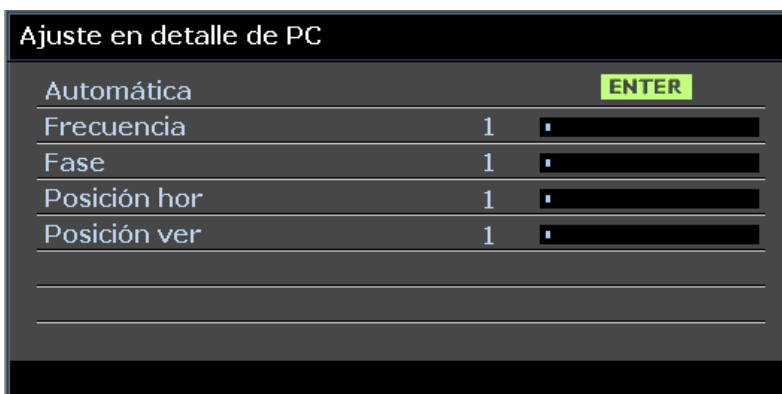 Ajuste en detalle de PC
Automática ENTER
Frecuencia 1
Fase 1
Posición hor 1
Posición ver 1